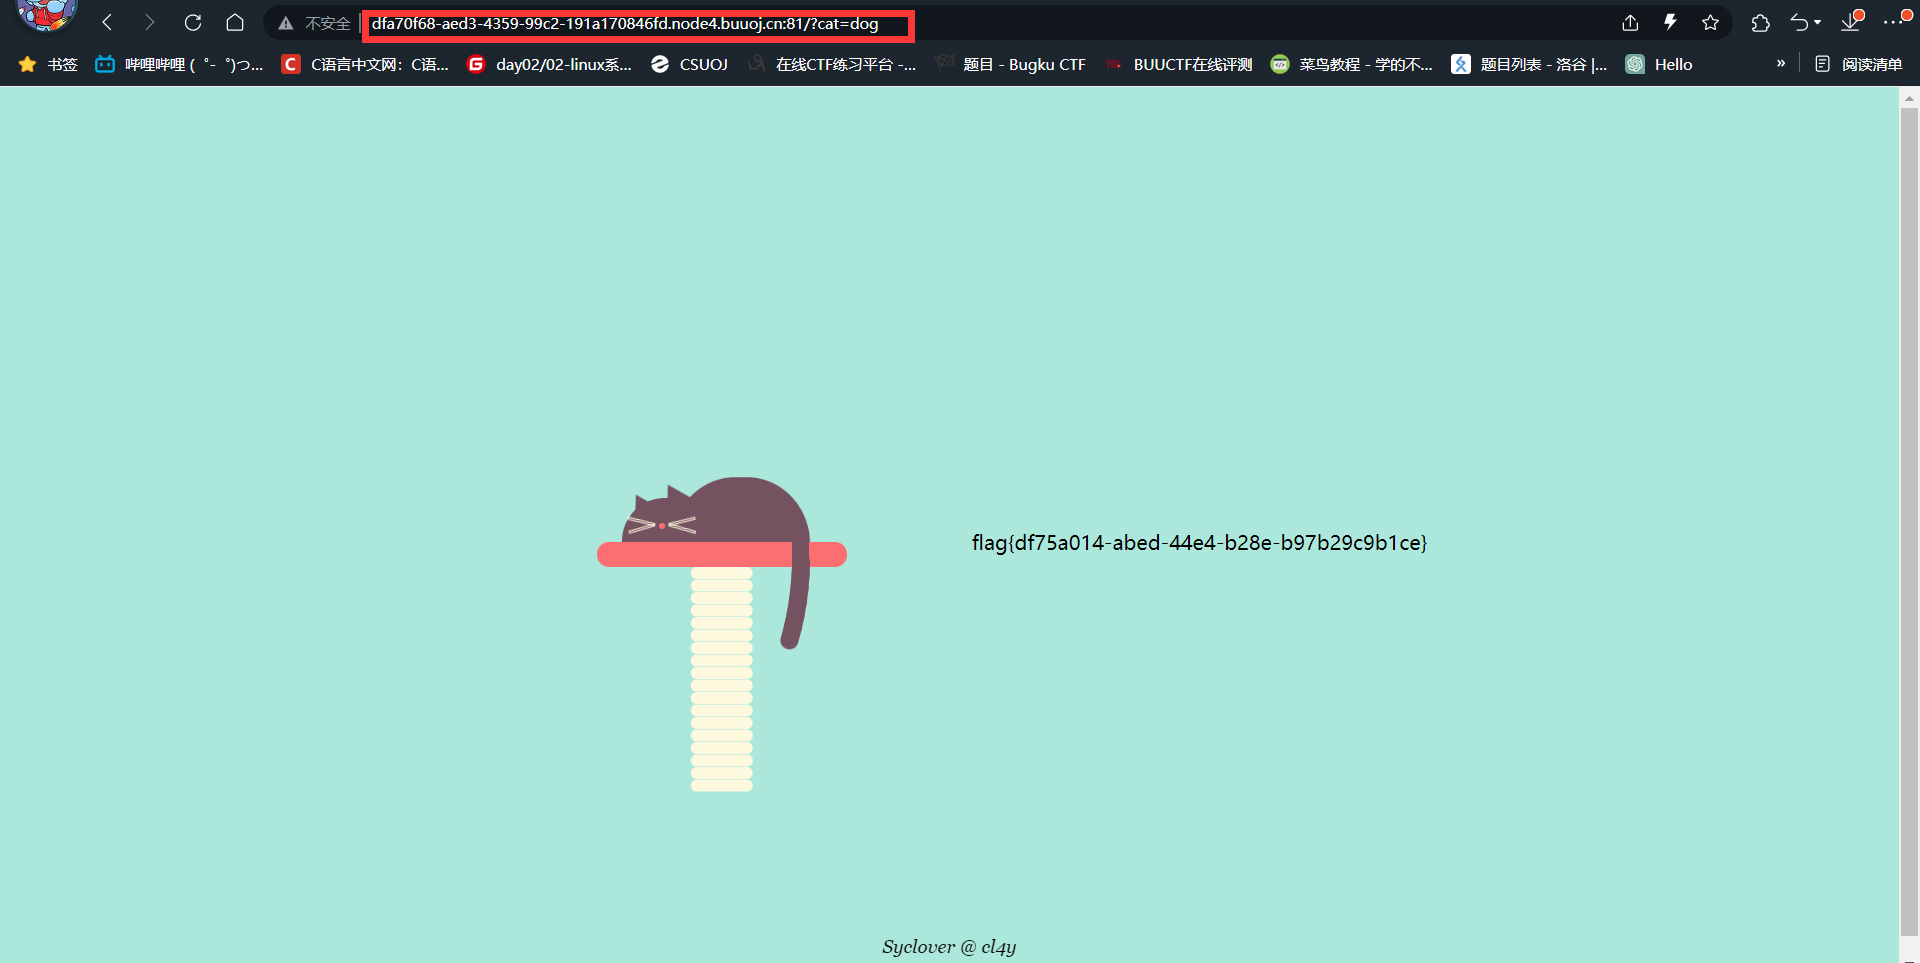 不安全 dfa70f68-aed3-4359-99c2-191a170846fd.node4.buuoj.cn:81/?cat=dog
书签 哔哩哔哩 (゜-゜)つ... C C语言中文网：C语... G day02/02-linux系... CSUOJ 在线CTF练习平台 -... 题目 - Bugku CTF BUUCTF在线评测 菜鸟教程 - 学的不... 题目列表 - 洛谷 |... Hello » 阅读清单
flag{df75a014-abed-44e4-b28e-b97b29c9b1ce}
Syclover @ cl4y